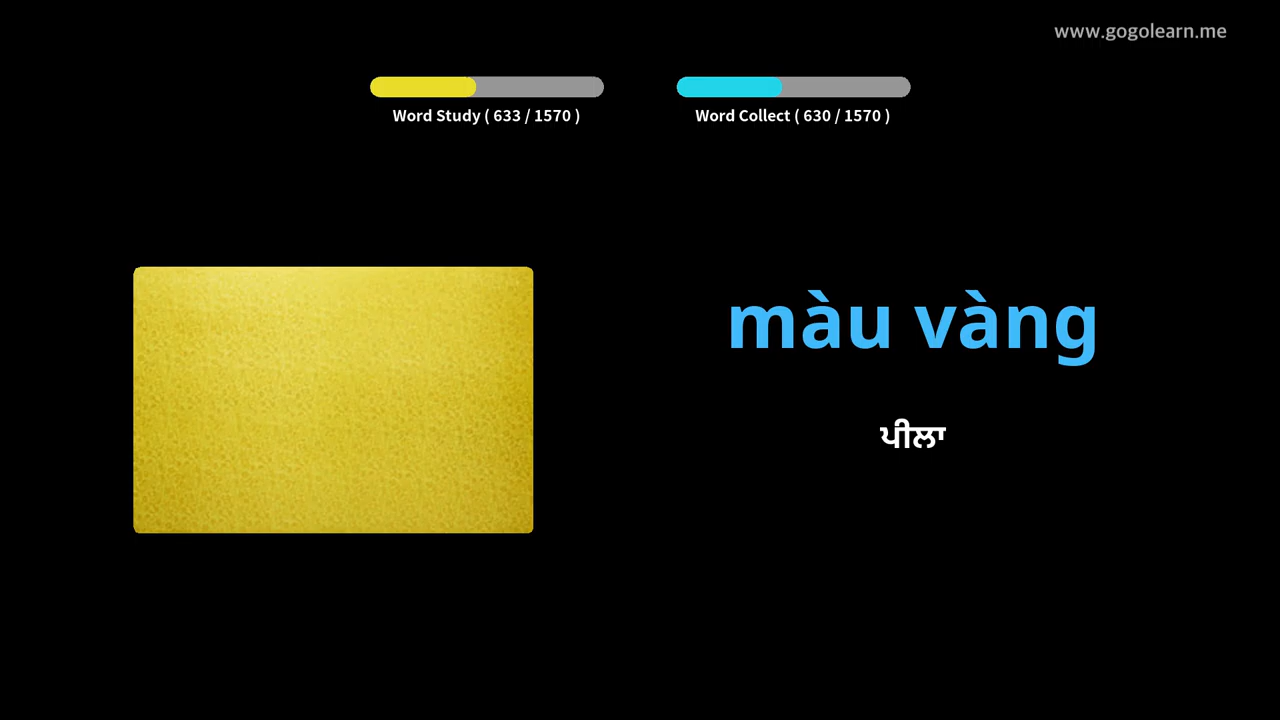 www.gogolearn.me
Word Study ( 633 / 1570 )
Word Collect ( 630 / 1570 )
màu vàng
ਪੀਲਾ